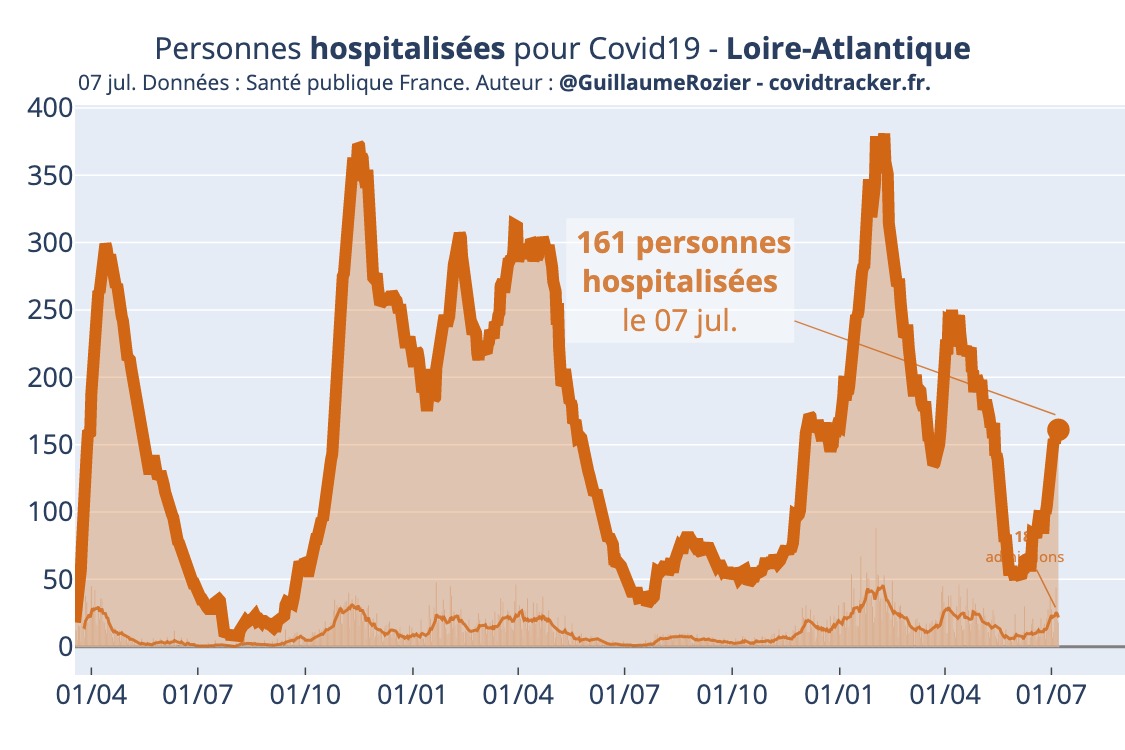 Personnes hospitalisées pour Covid19 - Loire-Atlantique
07 jul. Données : Santé publique France. Auteur : @GuillaumeRozier - covidtracker.fr.
400
350
300
250
200
150
100
50
0
161 personnes
hospitalisées
le 07 jul.
01/04 01/07 01/10 01/01 01/04 01/07 01/10 01/01 01/04 01/07